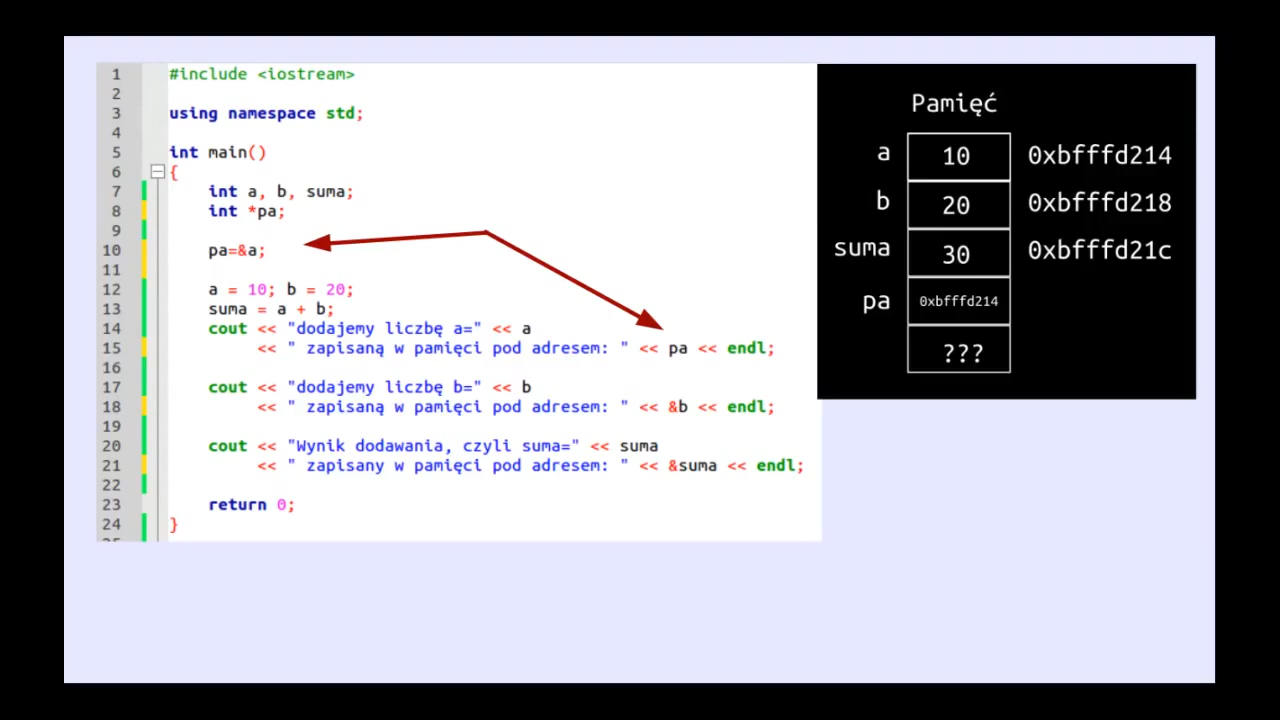 1 #include <iostream>
2
3 using namespace std;
4
5 int main()
6 {
7 int a, b, suma;
8 int *pa;
9
10 pa=&a;
11
12 a = 10; b = 20;
13 suma = a + b;
14 cout << "dodajemy liczbę a=" << a
15 << " zapisaną w pamięci pod adresem: " << pa << endl;
16
17 cout << "dodajemy liczbę b=" << b
18 << " zapisaną w pamięci pod adresem: " << &b << endl;
19
20 cout << "Wynik dodawania, czyli suma=" << suma
21 << " zapisany w pamięci pod adresem: " << &suma << endl;
22
23 return 0;
24 }
Pamięć
a 10 0xbfffd214
b 20 0xbfffd218
suma 30 0xbfffd21c
pa 0xbfffd214
???